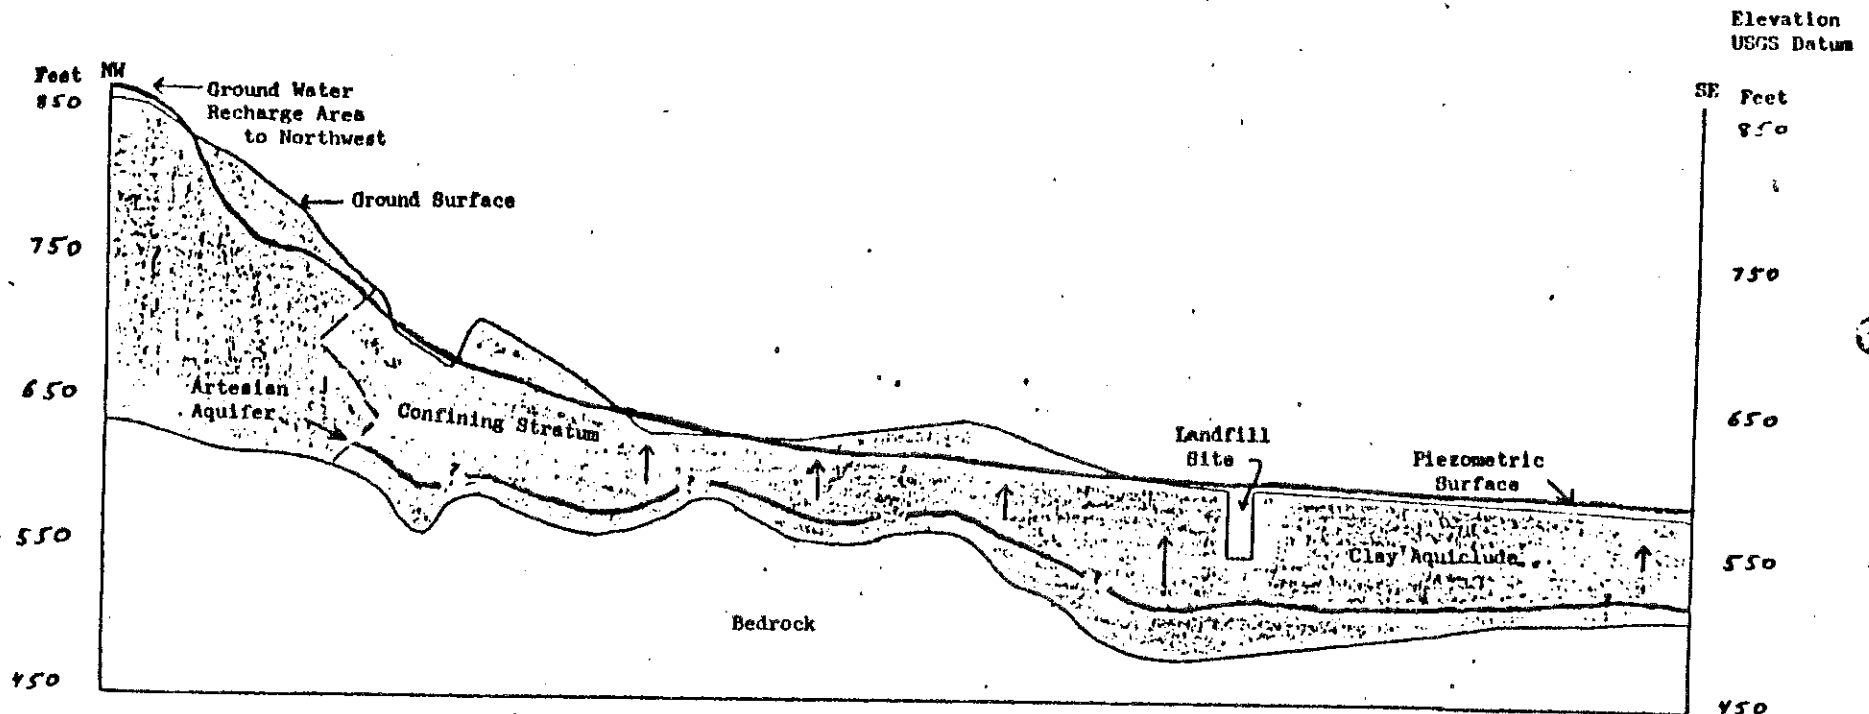 Elevation
USGS Datum
Feet NW
850
Ground Water
Recharge Area
to Northwest
SE Feet
850
Ground Surface
750
750
650
Artesian
Aquifer
Confining Stratum
?
?
650
Landfill
Site
Piezometric
Surface
550
Clay Aquiclude
?
550
Bedrock
450
450